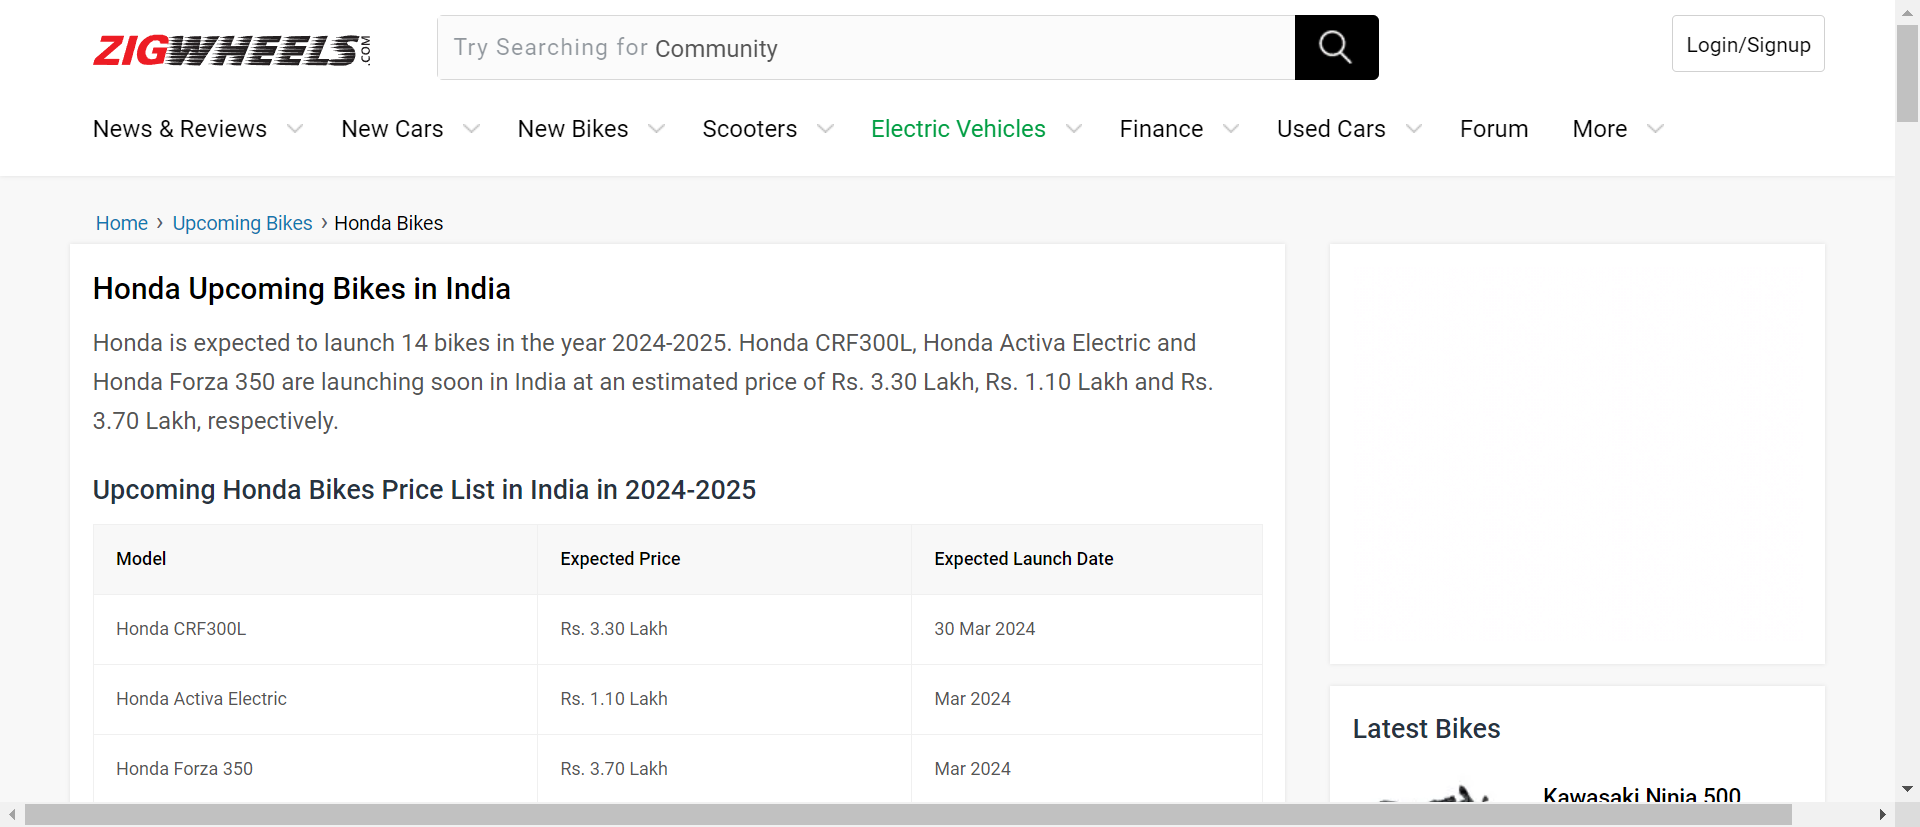 ZIGWHEELS.COM
Try Searching for Community
Login/Signup
News & Reviews New Cars New Bikes Scooters Electric Vehicles Finance Used Cars Forum More
Home › Upcoming Bikes › Honda Bikes
Honda Upcoming Bikes in India
Honda is expected to launch 14 bikes in the year 2024-2025. Honda CRF300L, Honda Activa Electric and
Honda Forza 350 are launching soon in India at an estimated price of Rs. 3.30 Lakh, Rs. 1.10 Lakh and Rs.
3.70 Lakh, respectively.
Upcoming Honda Bikes Price List in India in 2024-2025
Model Expected Price Expected Launch Date
Honda CRF300L Rs. 3.30 Lakh 30 Mar 2024
Honda Activa Electric Rs. 1.10 Lakh Mar 2024
Honda Forza 350 Rs. 3.70 Lakh Mar 2024
Latest Bikes
Kawasaki Ninja 500